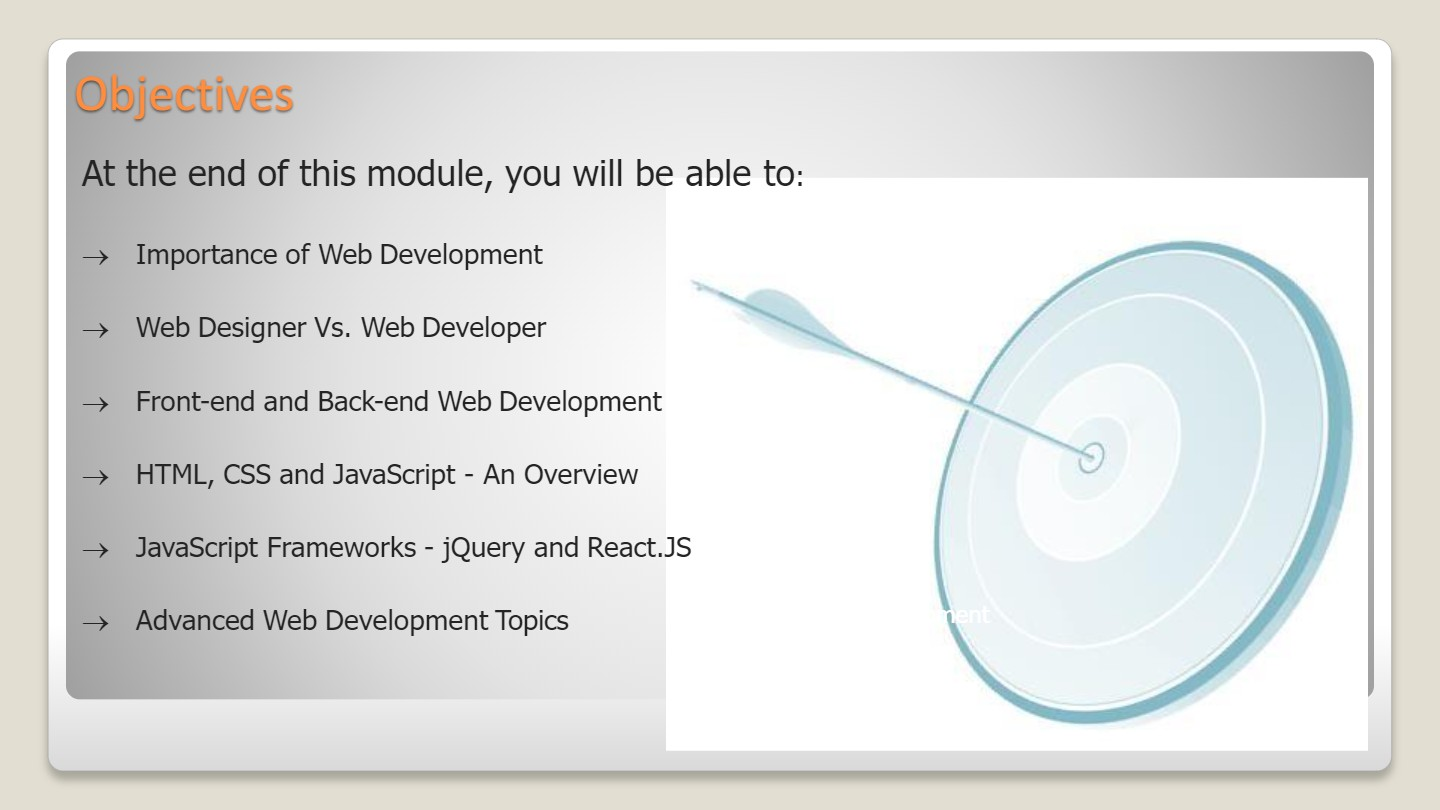 Objectives
At the end of this module, you will be able to:
→ Importance of Web Development
→ Web Designer Vs. Web Developer
→ Front-end and Back-end Web Development
→ HTML, CSS and JavaScript - An Overview
→ JavaScript Frameworks - jQuery and React.JS
→ Advanced Web Development Topics